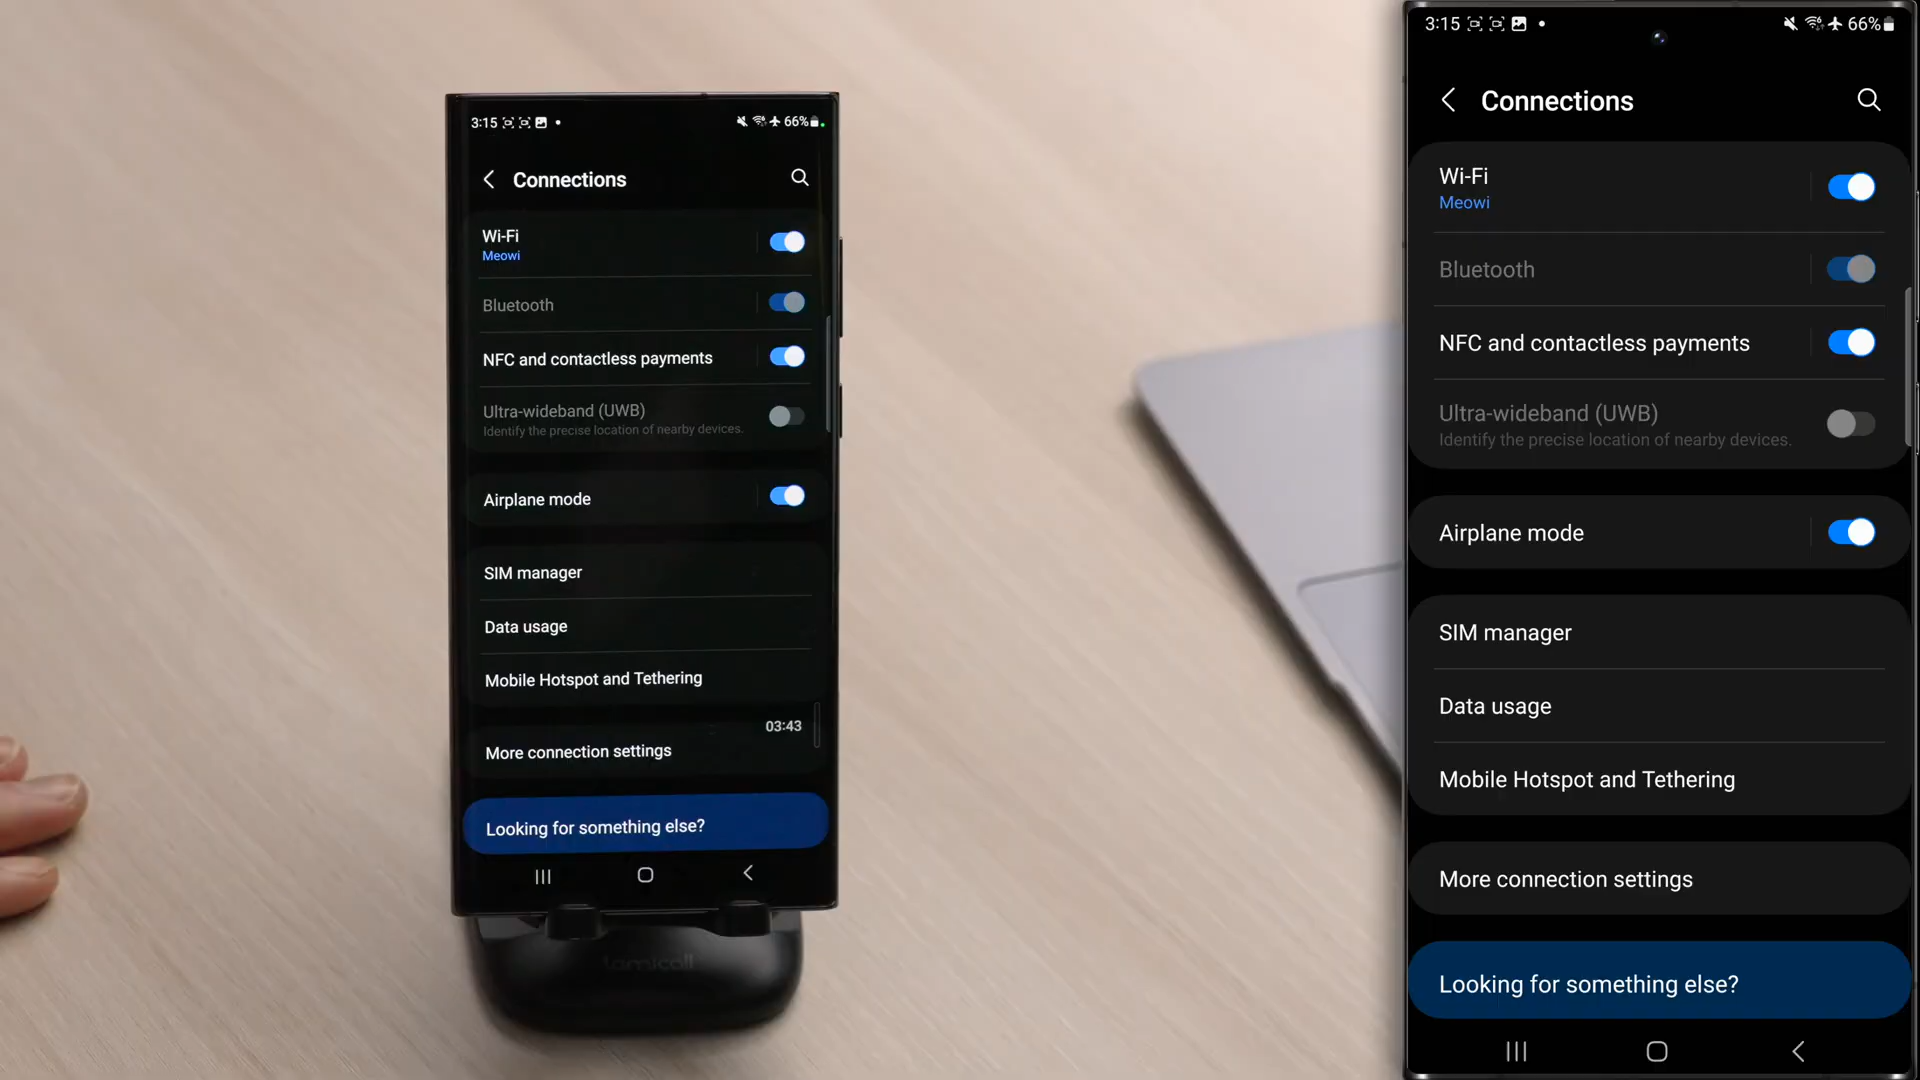 3:15
66%
Connections
Wi-Fi
Meowi
Bluetooth
NFC and contactless payments
Ultra-wideband (UWB)
Identify the precise location of nearby devices.
Airplane mode
SIM manager
Data usage
Mobile Hotspot and Tethering
03:43
More connection settings
Looking for something else?
lamicall
3:15
66%
Connections
Wi-Fi
Meowi
Bluetooth
NFC and contactless payments
Ultra-wideband (UWB)
Identify the precise location of nearby devices.
Airplane mode
SIM manager
Data usage
Mobile Hotspot and Tethering
More connection settings
Looking for something else?